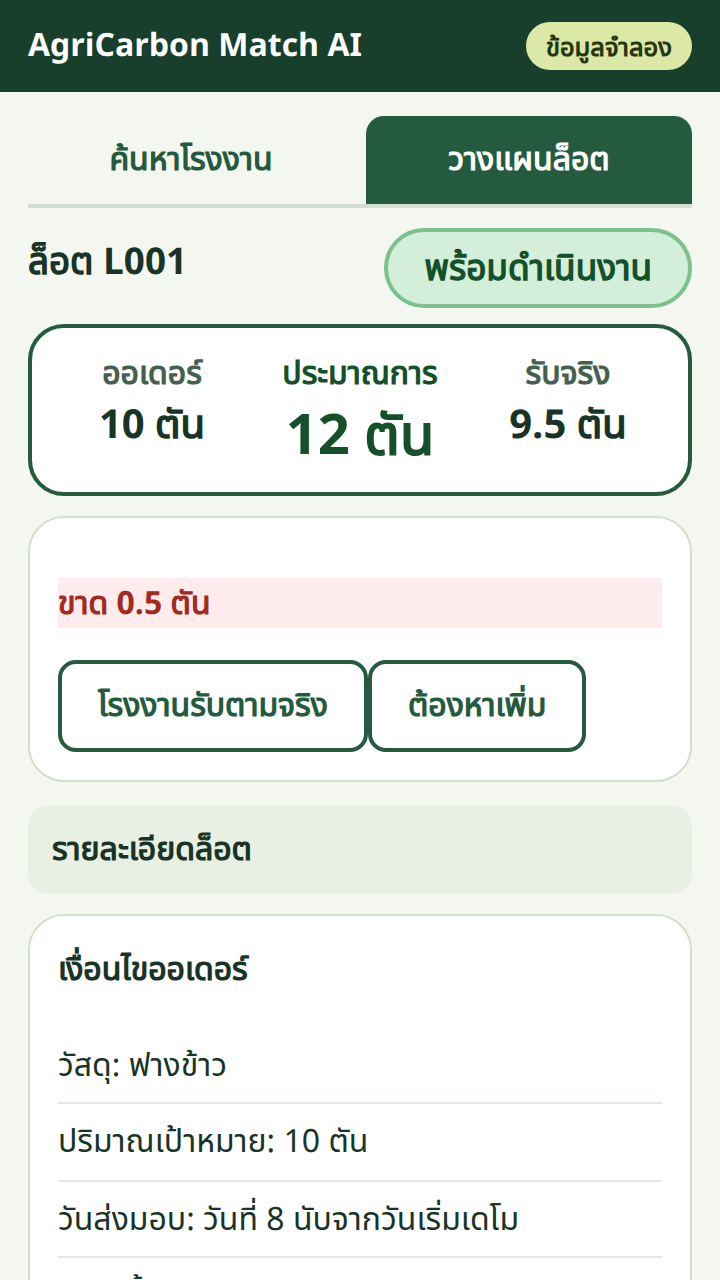 AgriCarbon Match AI
ข้อมูลจำลอง
ค้นหาโรงงาน
วางแผนล็อต
ล็อต L001
พร้อมดำเนินงาน
ออเดอร์
ประมาณการ
รับจริง
10 ตัน
12 ตัน
9.5 ตัน
ขาด 0.5 ตัน
โรงงานรับตามจริง
ต้องหาเพิ่ม
รายละเอียดล็อต
เงื่อนไขออเดอร์
วัสดุ: ฟางข้าว
ปริมาณเป้าหมาย: 10 ตัน
วันส่งมอบ: วันที่ 8 นับจากวันเริ่มเดโม